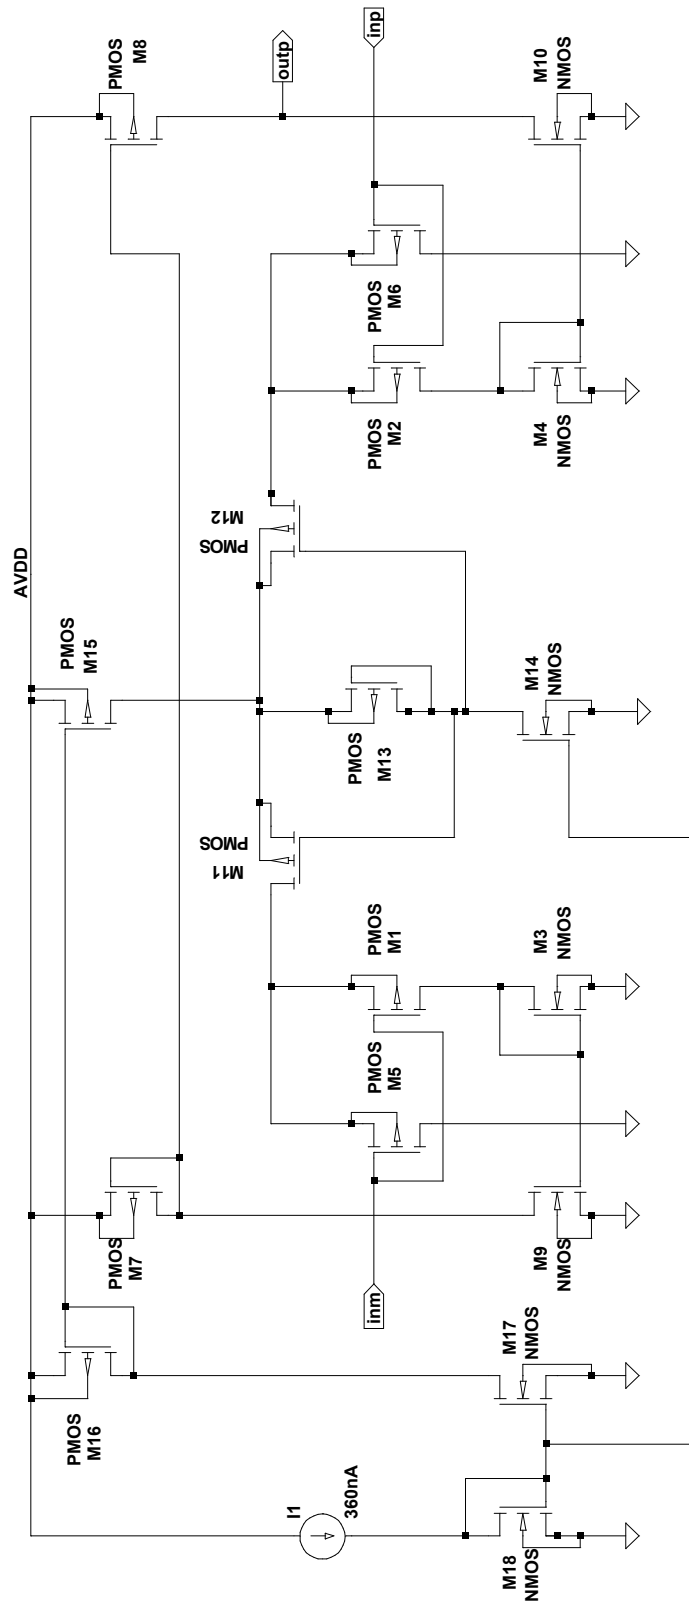 AVDD
PMOS
M8
outp
inp
M10
NMOS
PMOS
M6
PMOS
M2
M4
NMOS
M12
PMOS
PMOS
M15
PMOS
M13
M14
NMOS
PMOS
M11
PMOS
M1
M3
NMOS
PMOS
M5
PMOS
M7
M9
NMOS
inm
PMOS
M16
M17
NMOS
I1
360nA
M18
NMOS